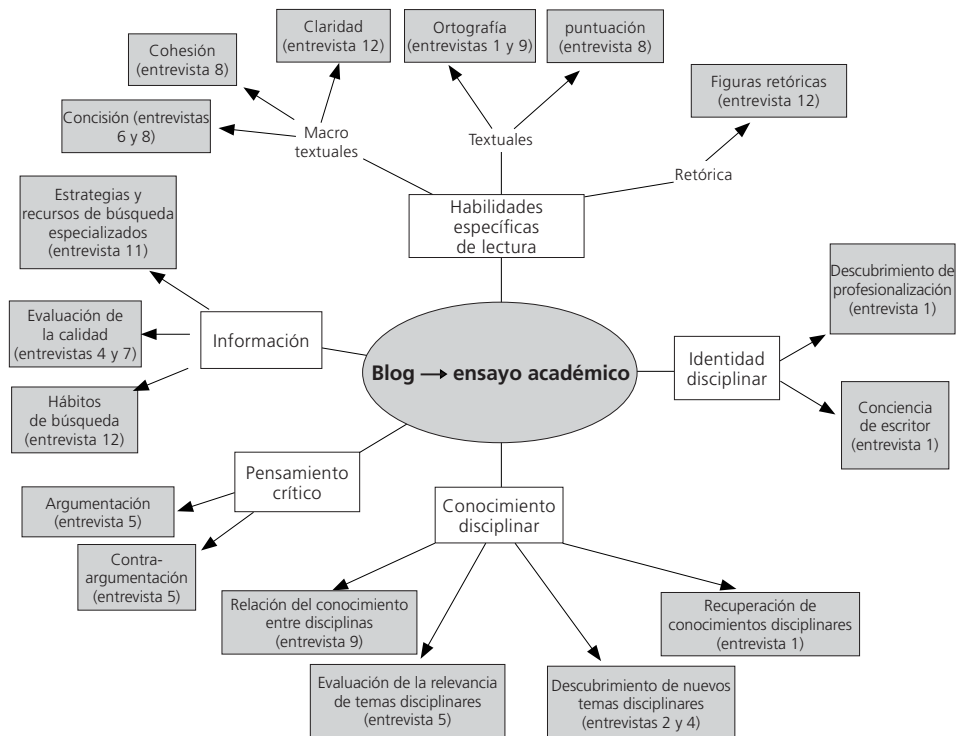 Claridad
(entrevista 12)
Ortografía
(entrevistas 1 y 9)
puntuación
(entrevista 8)
Cohesión
(entrevista 8)
Figuras retóricas
(entrevista 12)
Concisión (entrevistas
6 y 8)
Macro
textuales
Textuales
Retórica
Habilidades
específicas
de lectura
Estrategias y
recursos de búsqueda
especializados
(entrevista 11)
Descubrimiento de
profesionalización
(entrevista 1)
Evaluación de
la calidad
(entrevistas 4 y 7)
Información
Identidad
disciplinar
Blog → ensayo académico
Hábitos
de búsqueda
(entrevista 12)
Conciencia
de escritor
(entrevista 1)
Pensamiento
crítico
Argumentación
(entrevista 5)
Contra-
argumentación
(entrevista 5)
Conocimiento
disciplinar
Relación del conocimiento
entre disciplinas
(entrevista 9)
Recuperación de
conocimientos disciplinares
(entrevista 1)
Evaluación de la relevancia
de temas disciplinares
(entrevista 5)
Descubrimiento de nuevos
temas disciplinares
(entrevistas 2 y 4)